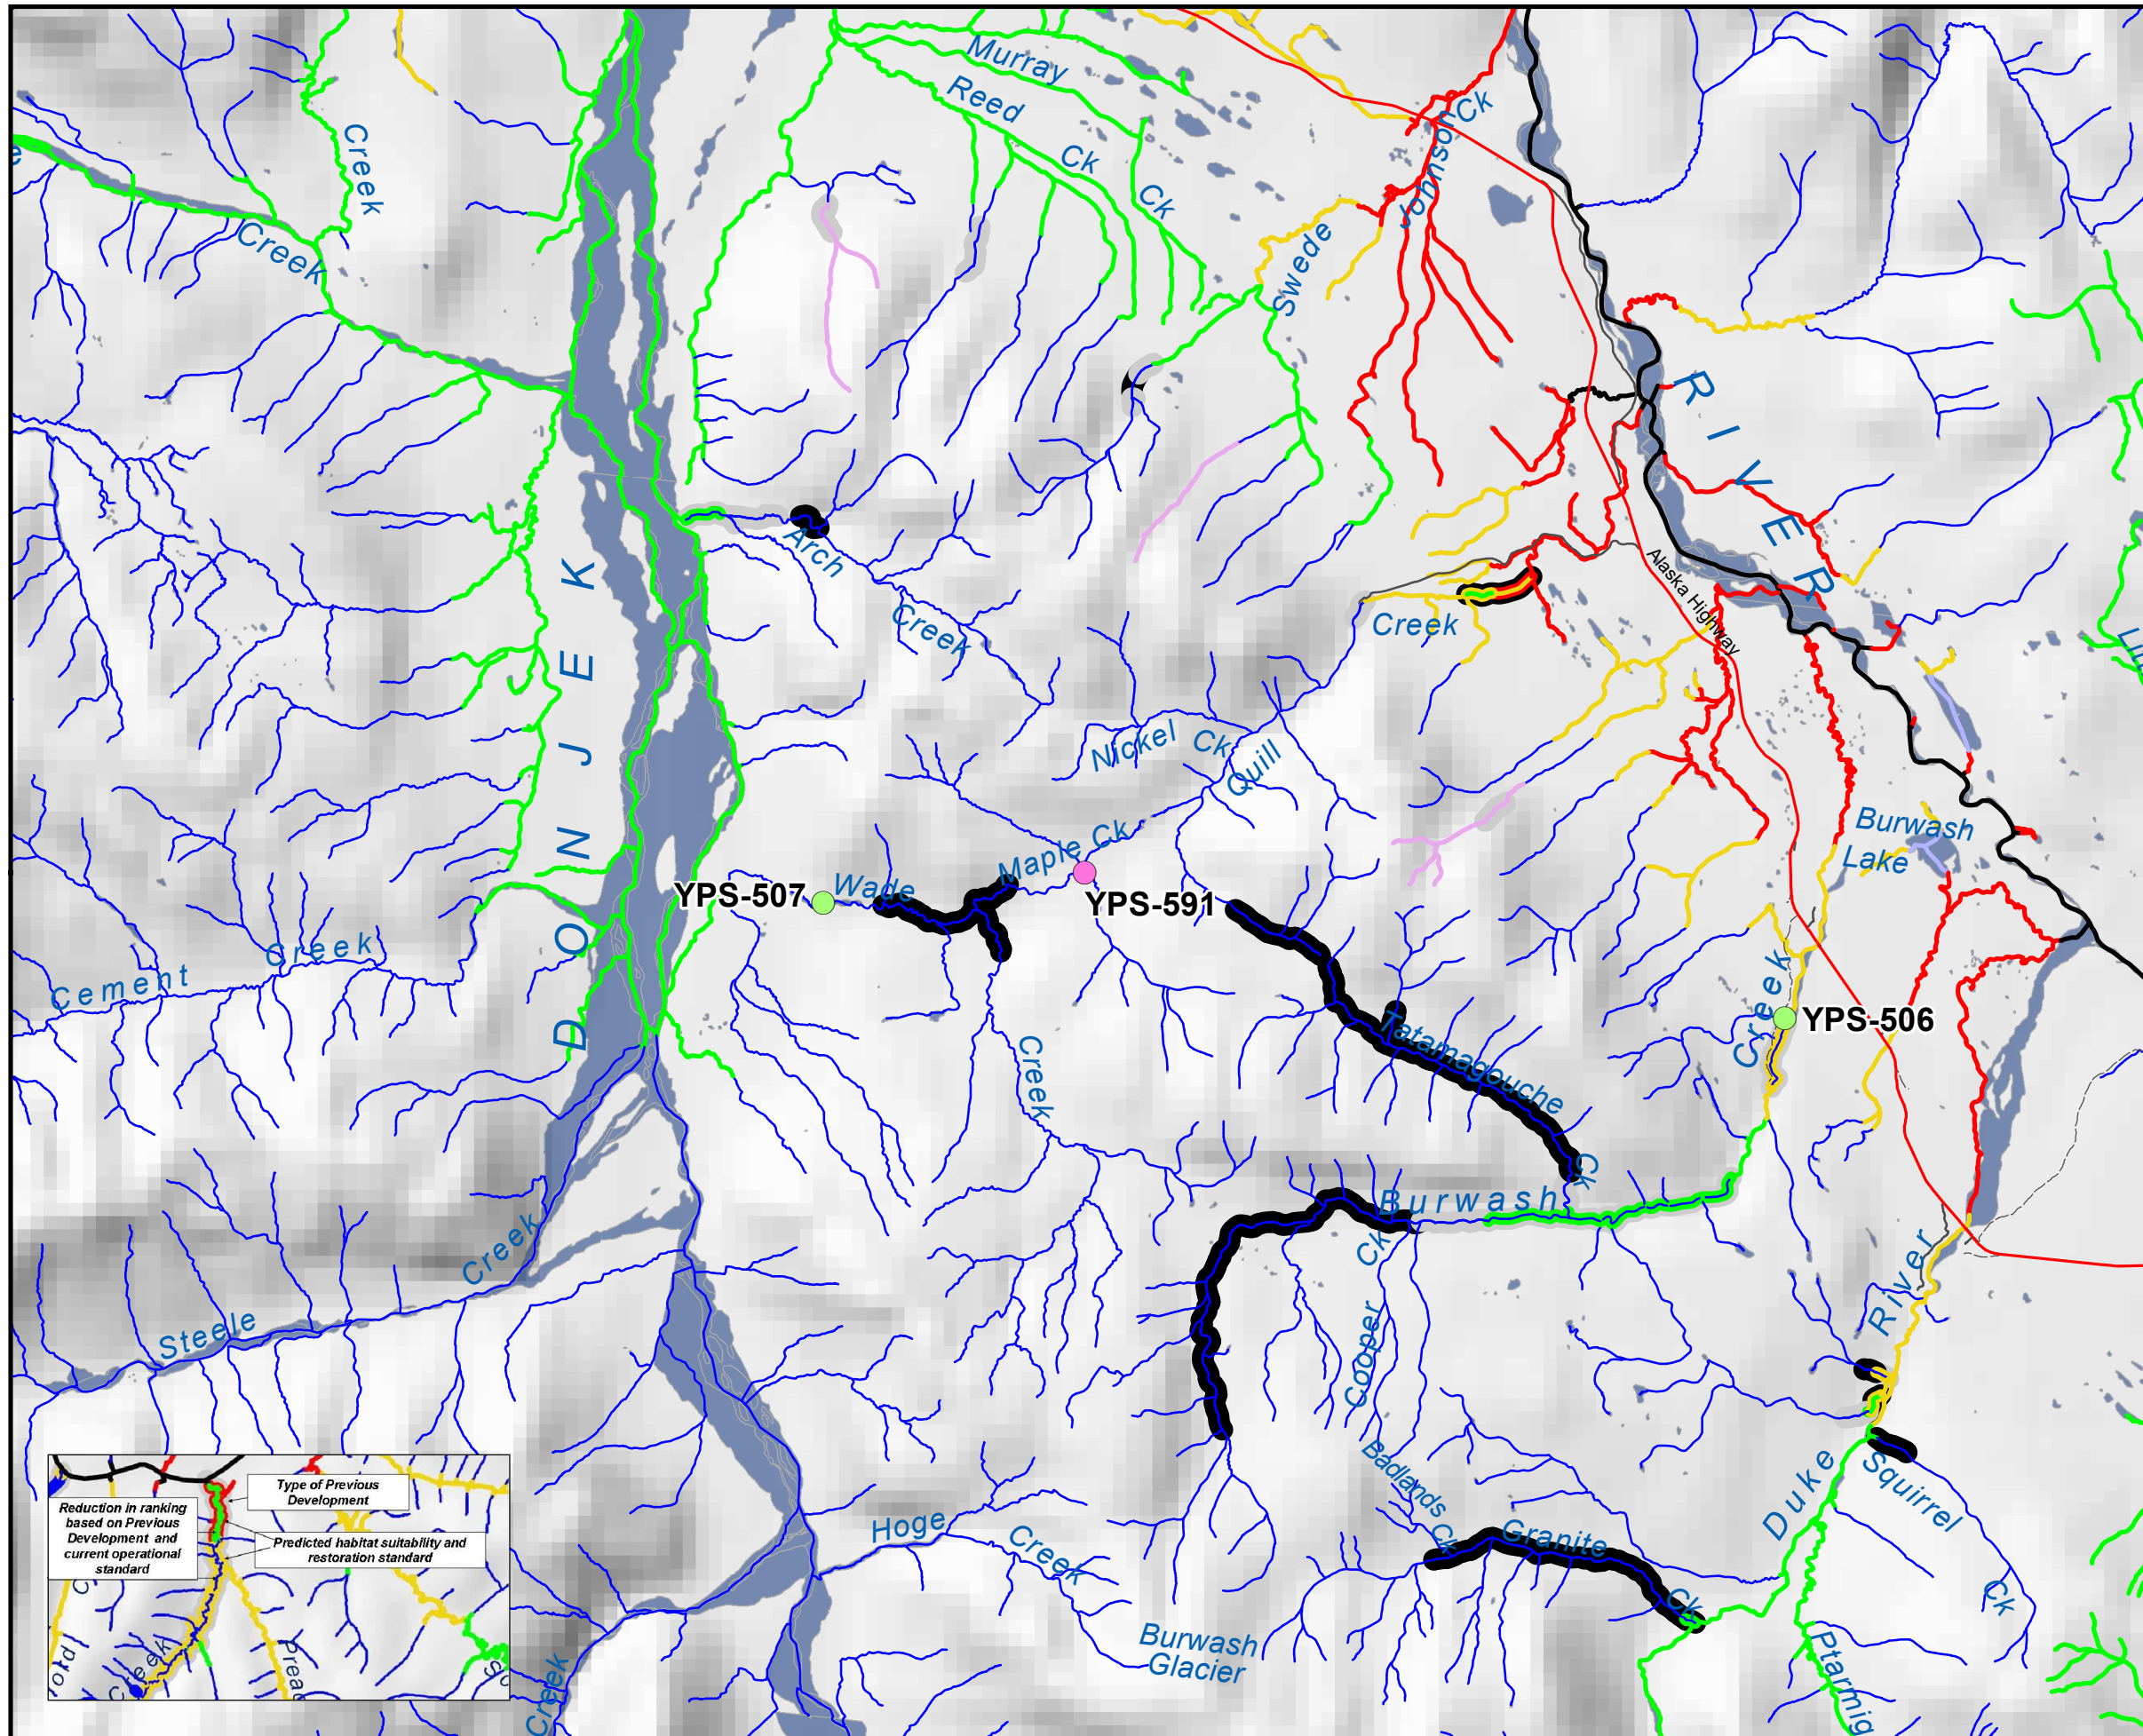 Murray
Reed
Ck
Ck
Johnson
Ck
Creek
Creek
Swede
RIVER
Arch
Creek
Creek
Alaska Highway
DONJEK
Nickel Ck
Quill
Burwash
Lake
Maple Ck
Wade
YPS-507
YPS-591
Cement Creek
Creek
YPS-506
Tatamagouche
Ck
Creek
Burwash
Ck
Cooper
Creek
Steele
River
Badlands
Ck
Granite
Ck
Duke
Squirrel
Ck
Hoge
Creek
Burwash
Glacier
Creek
Ptarmig
Type of Previous
Development
Reduction in ranking
based on Previous
Development and
current operational
standard
Predicted habitat suitability and
restoration standard
Creek
ord